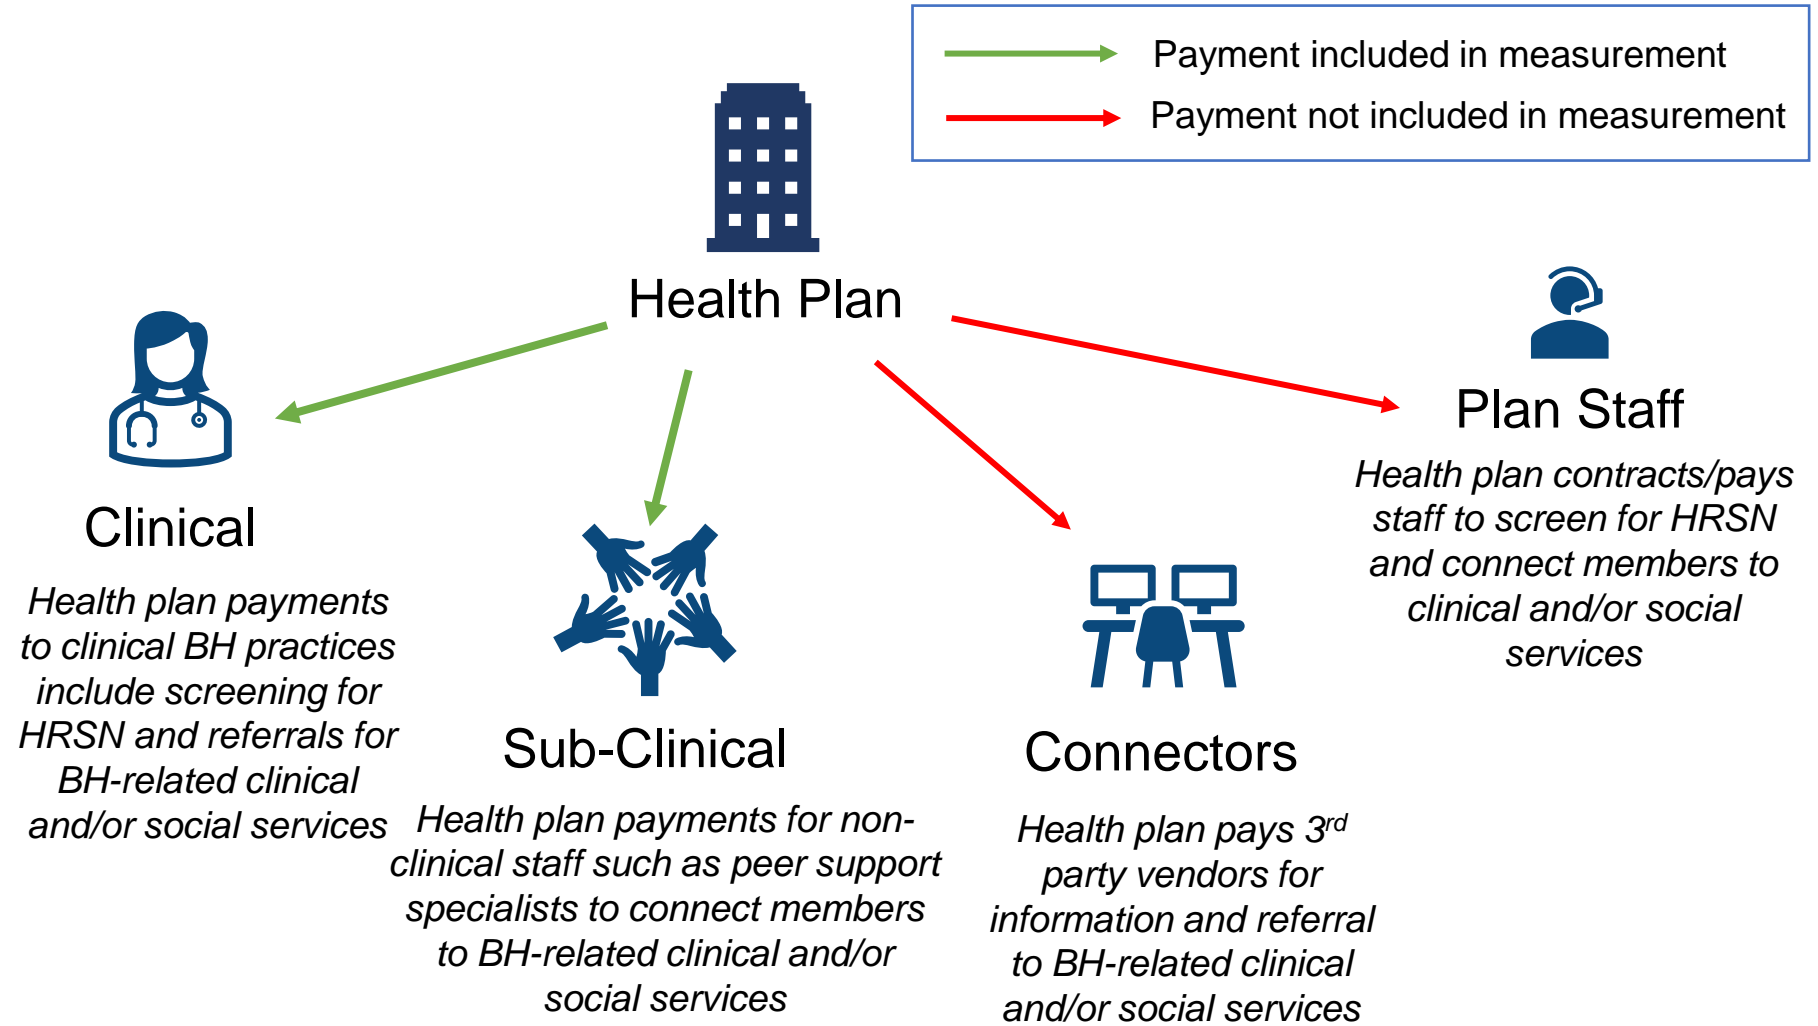 Payment included in measurement
Payment not included in measurement
Health Plan
Clinical
Health plan payments
to clinical BH practices
include screening for
HRSN and referrals for
BH-related clinical
and/or social services
Sub-Clinical
Health plan payments for non-
clinical staff such as peer support
specialists to connect members
to BH-related clinical and/or
social services
Connectors
Health plan pays 3rd
party vendors for
information and referral
to BH-related clinical
and/or social services
Plan Staff
Health plan contracts/pays
staff to screen for HRSN
and connect members to
clinical and/or social
services